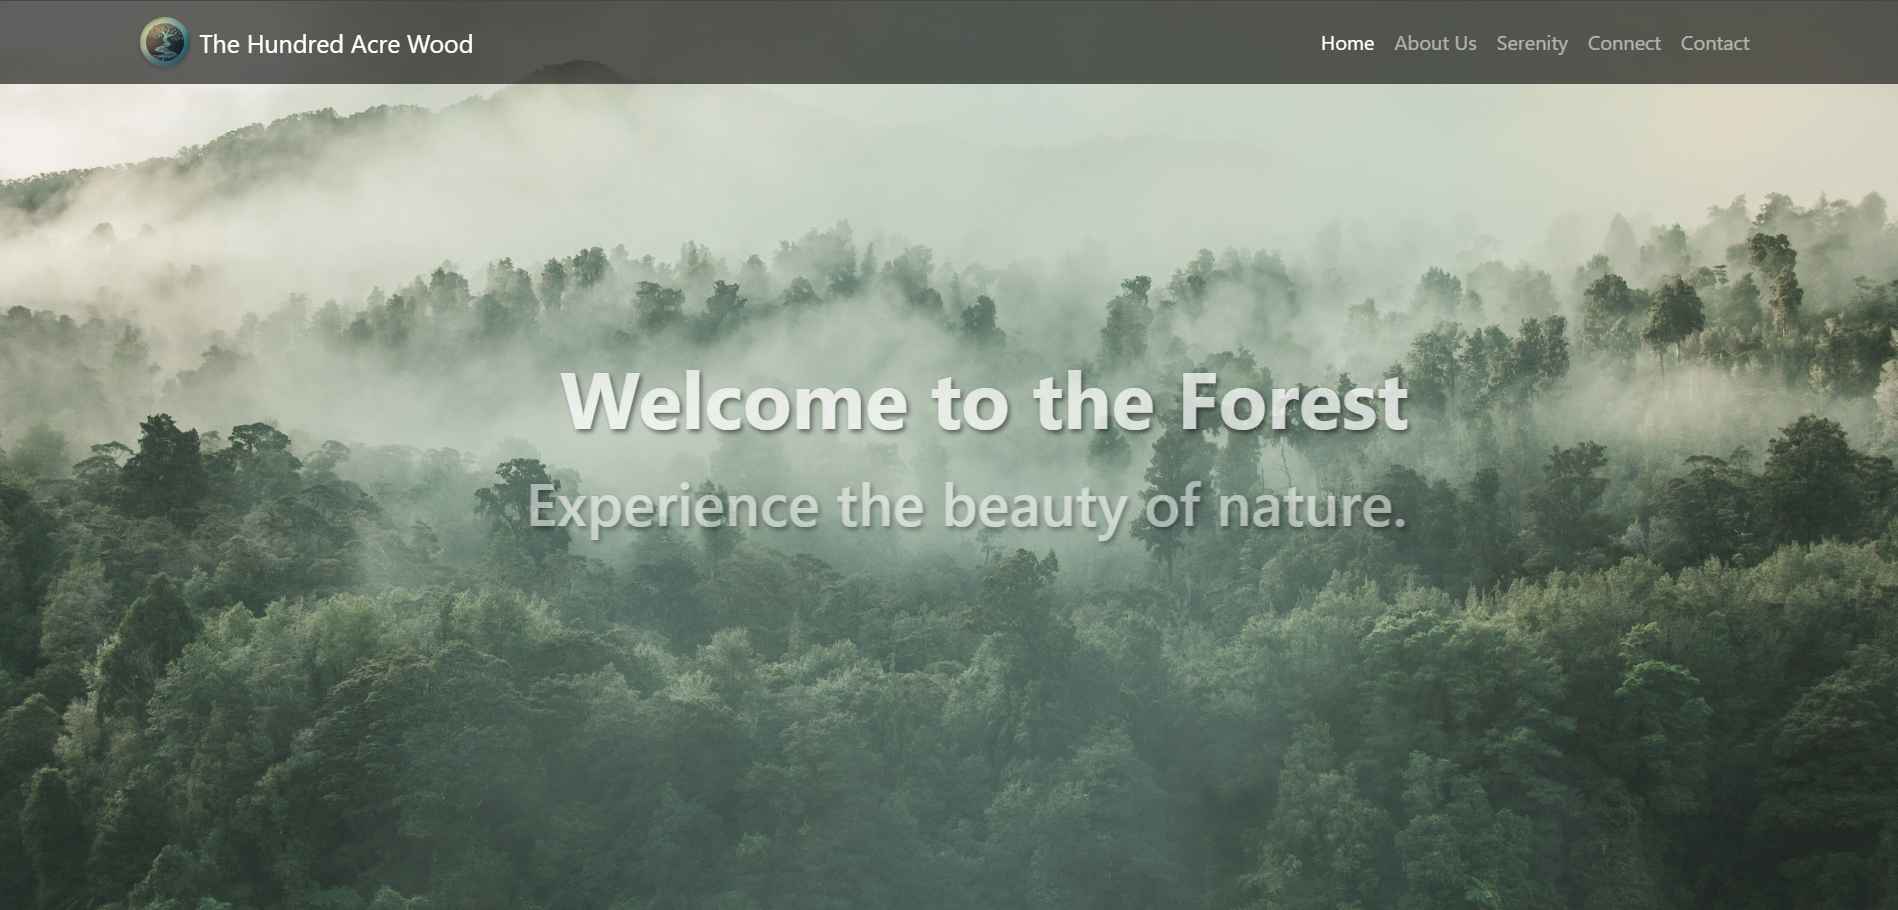 The Hundred Acre Wood
Home About Us Serenity Connect Contact
Welcome to the Forest
Experience the beauty of nature.